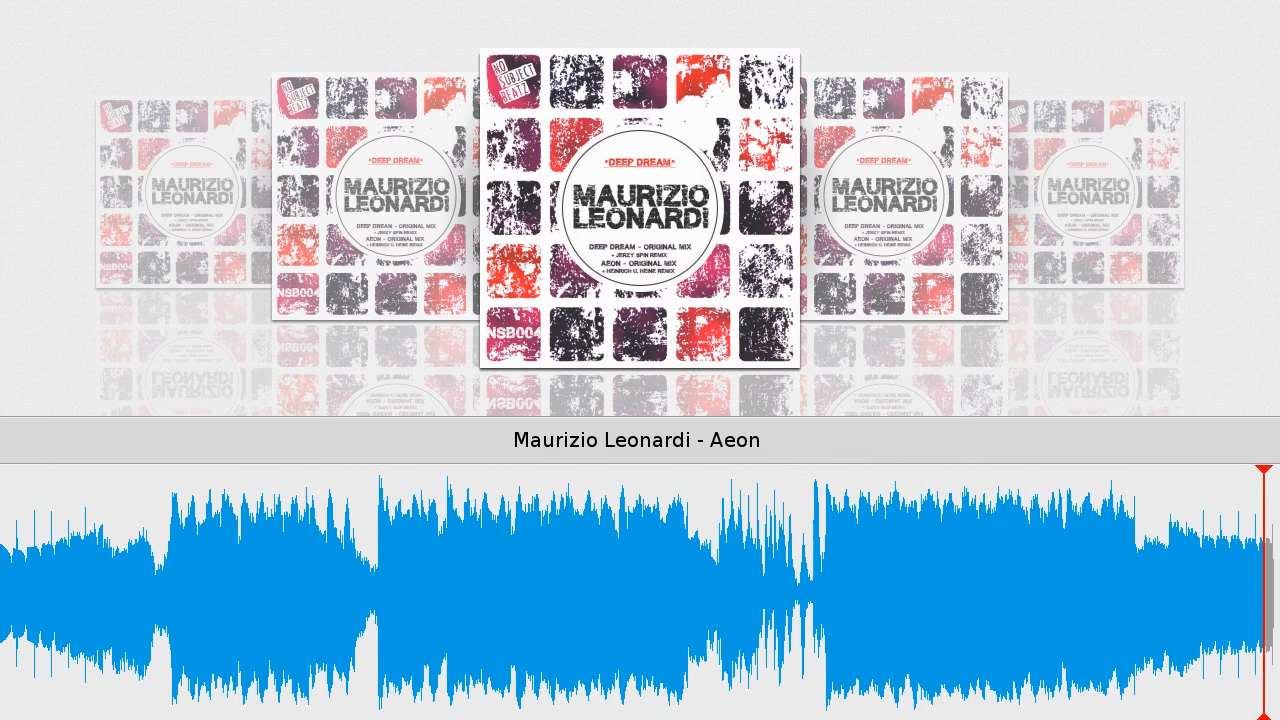 NO
SUBJECT
BEATZ
•DEEP DREAM•
MAURIZIO
LEONARDI
DEEP DREAM - ORIGINAL MIX
+ JERZY SPIN REMIX
AEON - ORIGINAL MIX
+ HEINRICH U. HEINE REMIX
NSB004
Maurizio Leonardi - Aeon